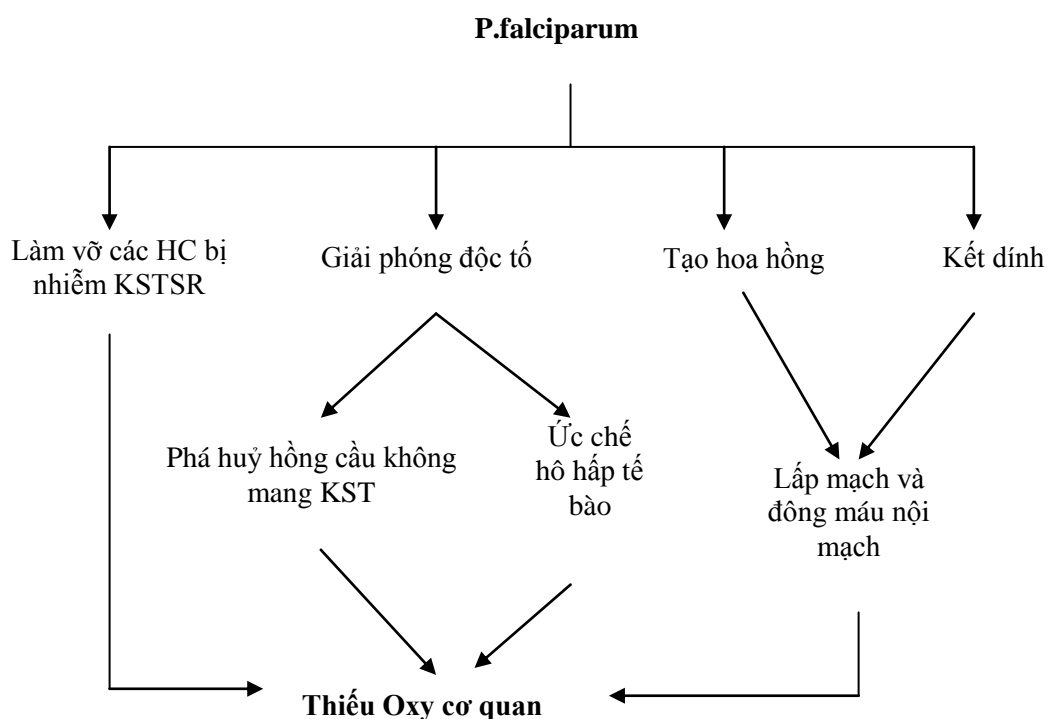 P.falciparum
Làm vỡ các HC bị
nhiễm KSTSR
Giải phóng độc tố
Tạo hoa hồng
Kết dính
Phá huỷ hồng cầu không
mang KST
Ức chế
hô hấp tế
bào
Lấp mạch và
đông máu nội
mạch
Thiếu Oxy cơ quan